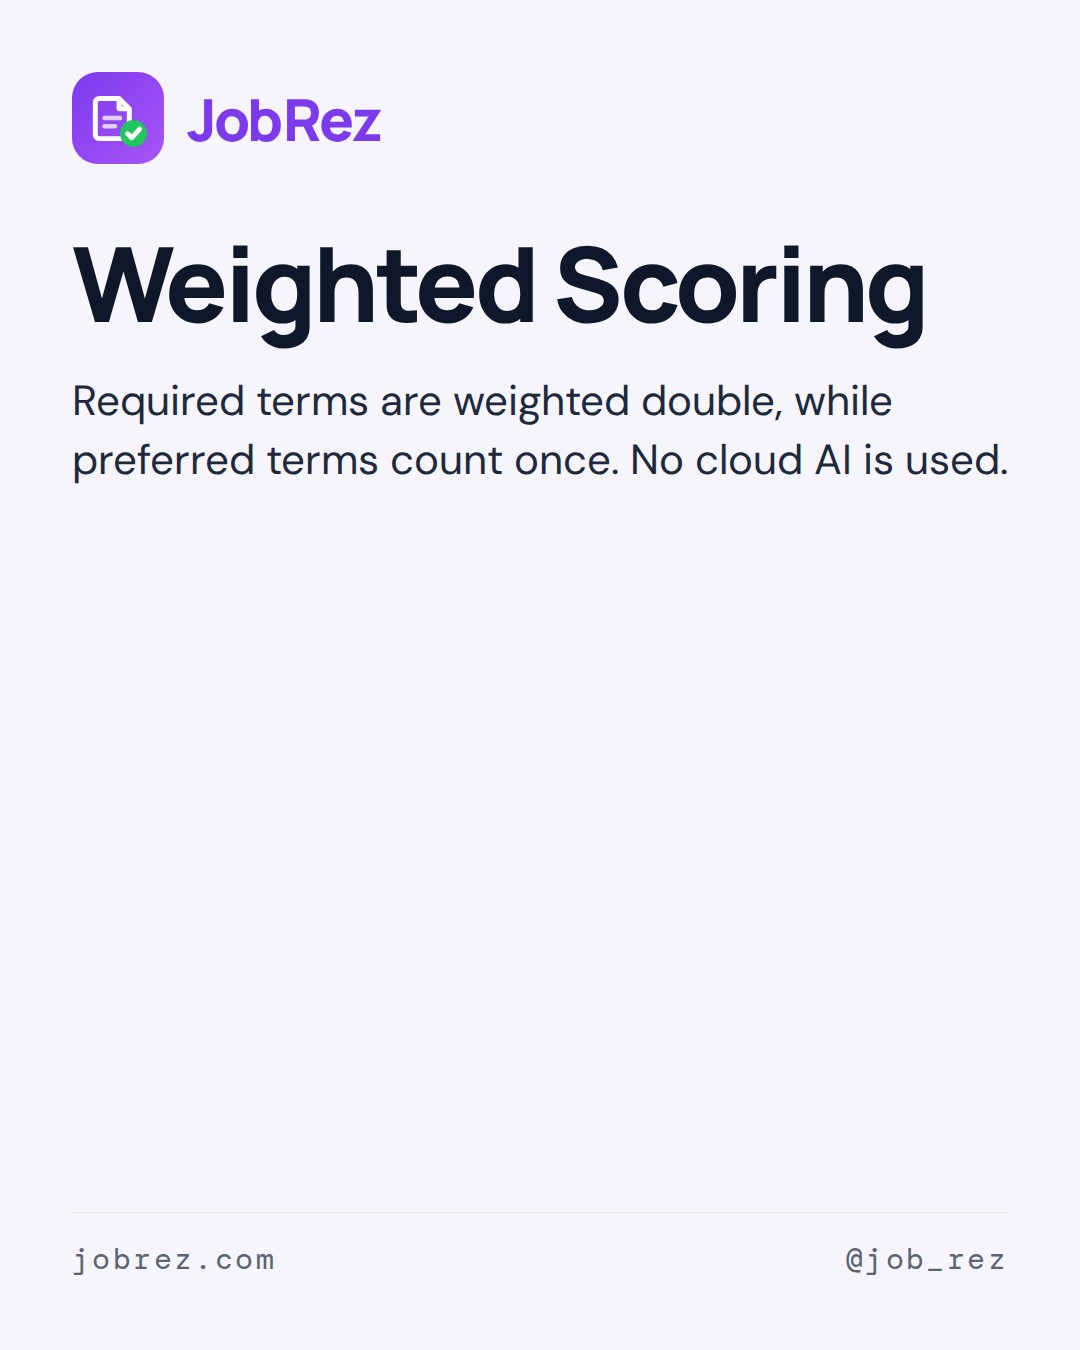 JobRez
Weighted Scoring
Required terms are weighted double, while
preferred terms count once. No cloud AI is used.
jobrez.com
@job_rez